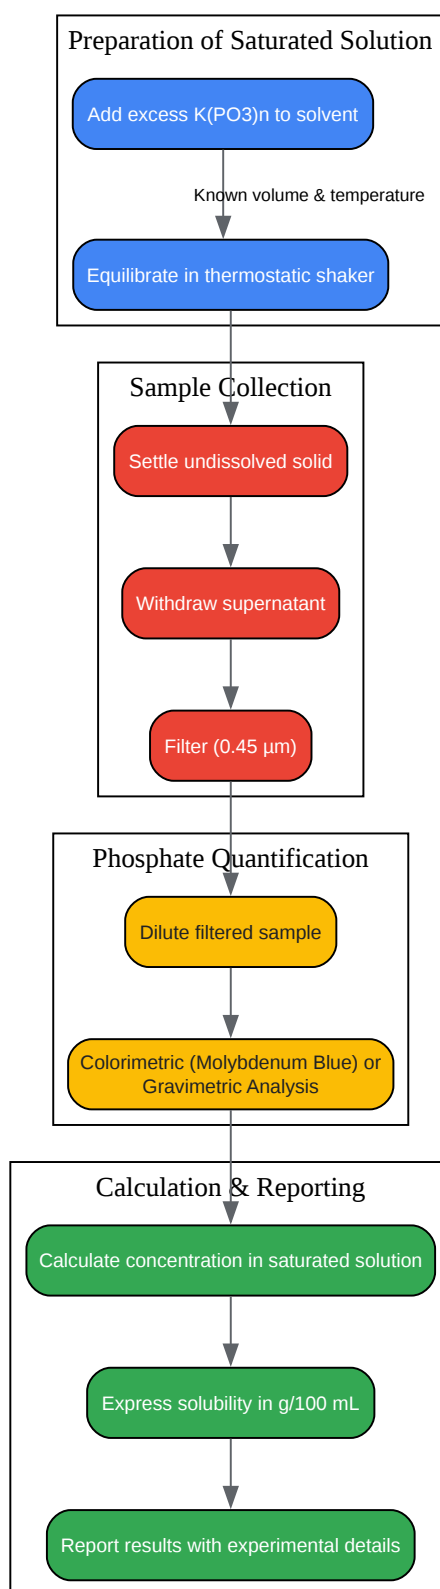 Preparation of Saturated Solution
Add excess K(PO3)n to solvent
Known volume & temperature
Equilibrate in thermostatic shaker
Sample Collection
Settle undissolved solid
Withdraw supernatant
Filter (0.45 µm)
Phosphate Quantification
Dilute filtered sample
Colorimetric (Molybdenum Blue) or
Gravimetric Analysis
Calculation & Reporting
Calculate concentration in saturated solution
Express solubility in g/100 mL
Report results with experimental details